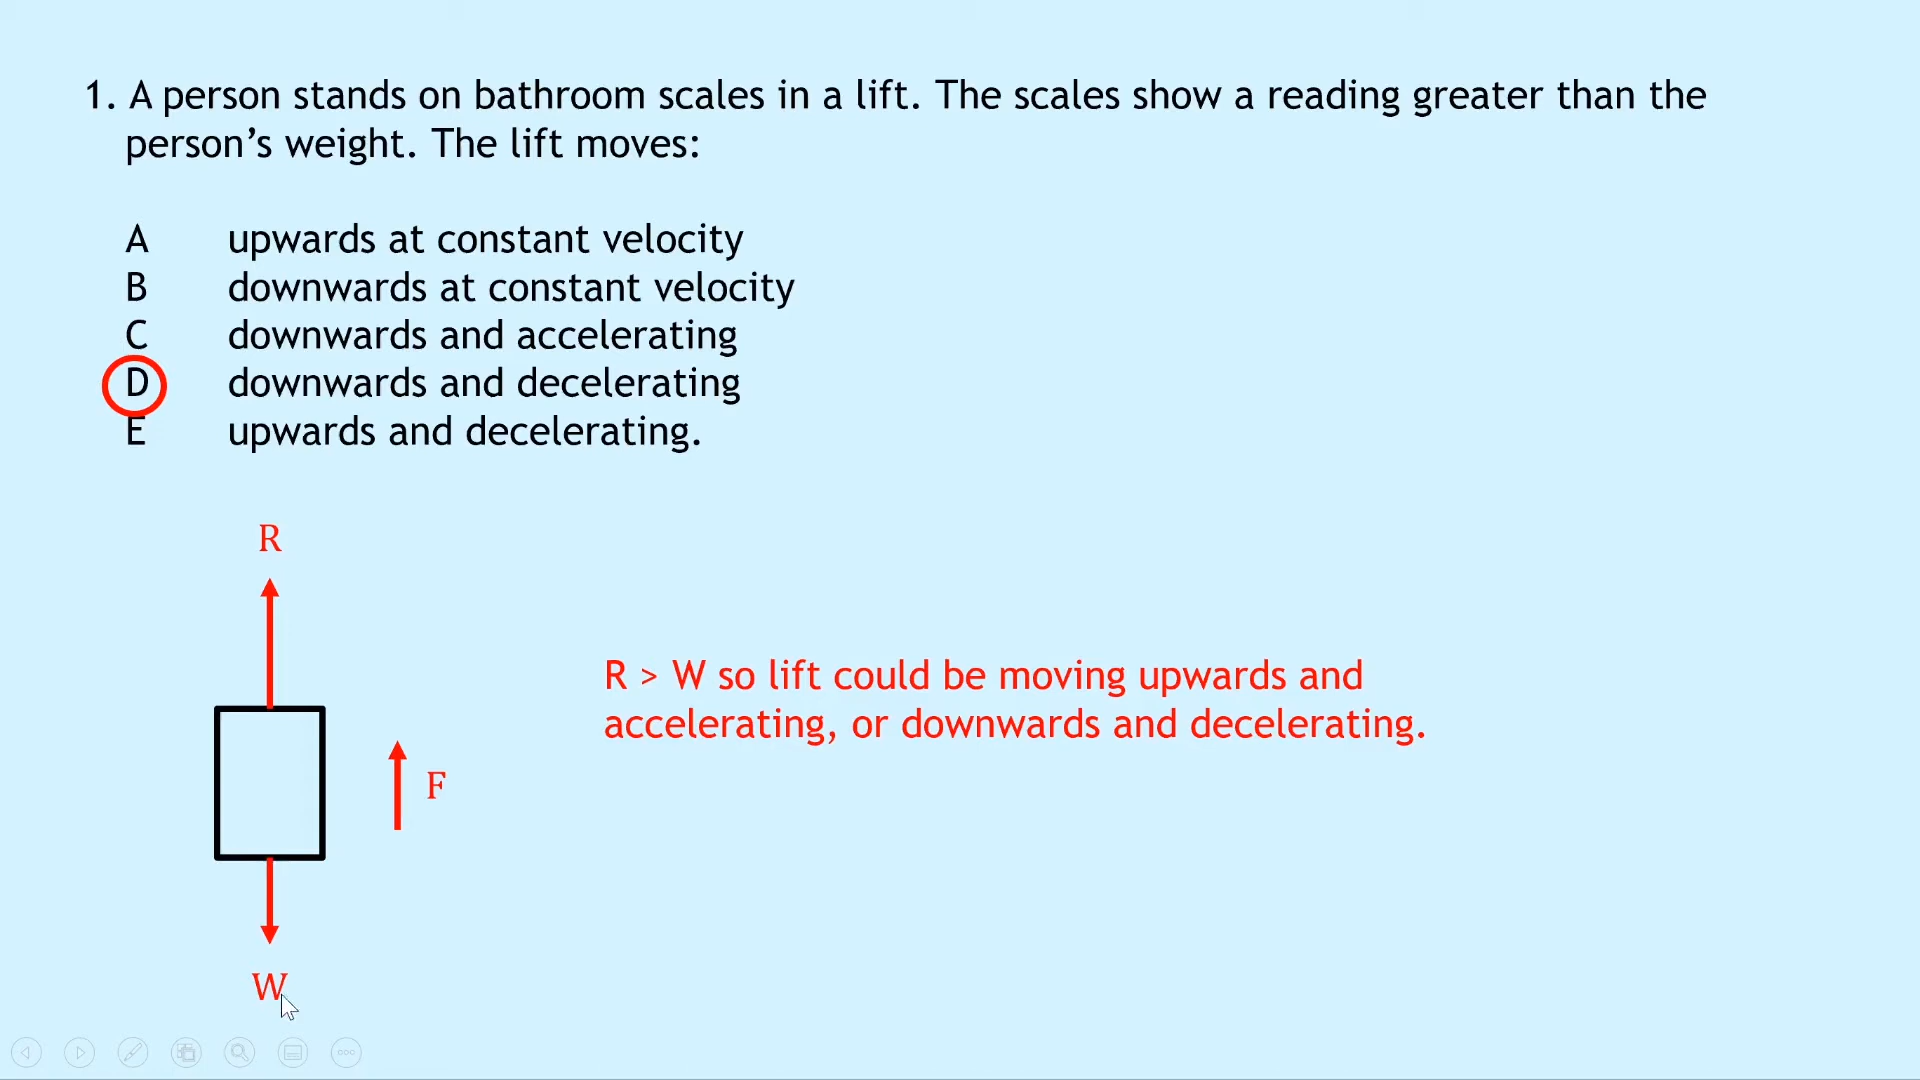 1. A person stands on bathroom scales in a lift. The scales show a reading greater than the
person’s weight. The lift moves:
A upwards at constant velocity
B downwards at constant velocity
C downwards and accelerating
D downwards and decelerating
E upwards and decelerating.
R
R > W so lift could be moving upwards and
accelerating, or downwards and decelerating.
F
W